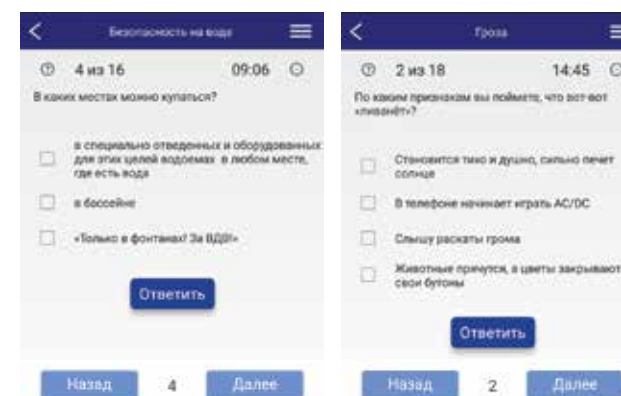 Безопасность на воде
4 из 16 09:06
В каких местах можно купаться?
в специально отведенных и оборудованных
для этих целей водоемах в любом месте,
где есть вода
в бассейне
«Только в фонтанах! За ВДВ!»
Ответить
Назад 4 Далее
Гроза
2 из 18 14:45
По каким признакам вы поймете, что вот-вот
«ливанёт»?
Становится тихо и душно, сильно печет
солнце
В телефоне начинает играть AC/DC
Слышу раскаты грома
Животные прячутся, а цветы закрывают
свои бутоны
Ответить
Назад 2 Далее